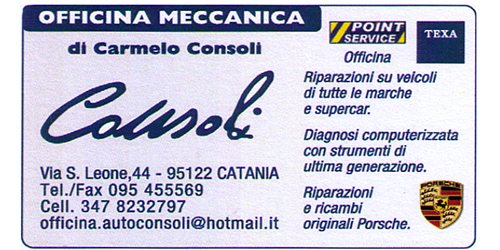 OFFICINA MECCANICA
di Carmelo Consoli
Consoli
Via S. Leone,44 - 95122 CATANIA
Tel./Fax 095 455569
Cell. 347 8232797
officina.autoconsoli@hotmail.it
POINT
SERVICE
TEXA
Officina
Riparazioni su veicoli
di tutte le marche
e supercar.
Diagnosi computerizzata
con strumenti di
ultima generazione.
Riparazioni
e ricambi
originali Porsche.
PORSCHE